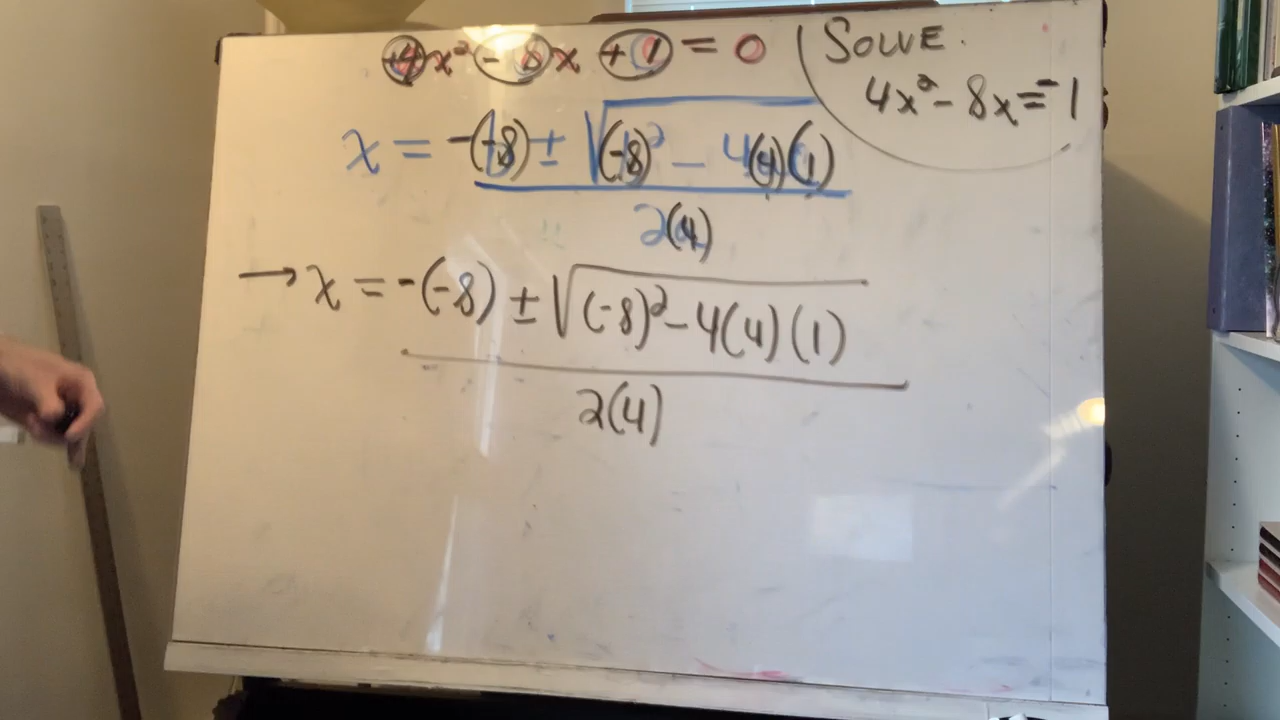 +4x² - 8x + 1 = 0
SOLVE.
4x² - 8x = -1
x = -(-8) ± √(-8)² - 4(4)(1)
2(4)
→ x = -(-8) ± √(-8)² - 4(4)(1)
2(4)